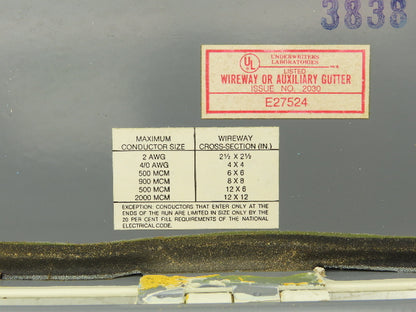 3838
UNDERWRITERS
LABORATORIES
UL
LISTED
WIREWAY OR AUXILIARY GUTTER
ISSUE NO. 2030
E27524
MAXIMUM WIREWAY
CONDUCTOR SIZE CROSS-SECTION (IN.)
2 AWG 2½ X 2½
4/0 AWG 4 X 4
500 MCM 6 X 6
900 MCM 8 X 8
500 MCM 12 X 6
2000 MCM 12 X 12
EXCEPTION: CONDUCTORS THAT ENTER ONLY AT THE
ENDS OF THE RUN ARE LIMITED IN SIZE ONLY BY THE
20 PER CENT FILL REQUIREMENTS OF THE NATIONAL
ELECTRICAL CODE.